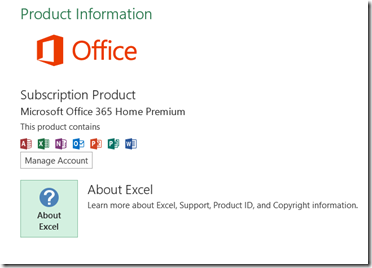 Product Information
Office
Subscription Product
Microsoft Office 365 Home Premium
This product contains
Manage Account
About Excel
Learn more about Excel, Support, Product ID, and Copyright information.
About
Excel